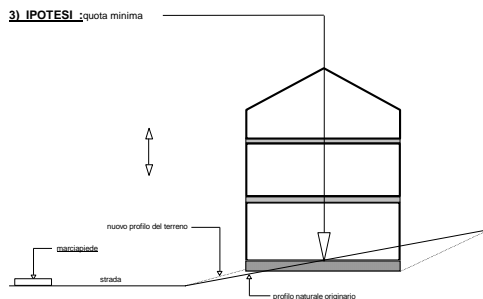 3) IPOTESI :quota minima
nuovo profilo del terreno
marciapiede
strada
profilo naturale originario